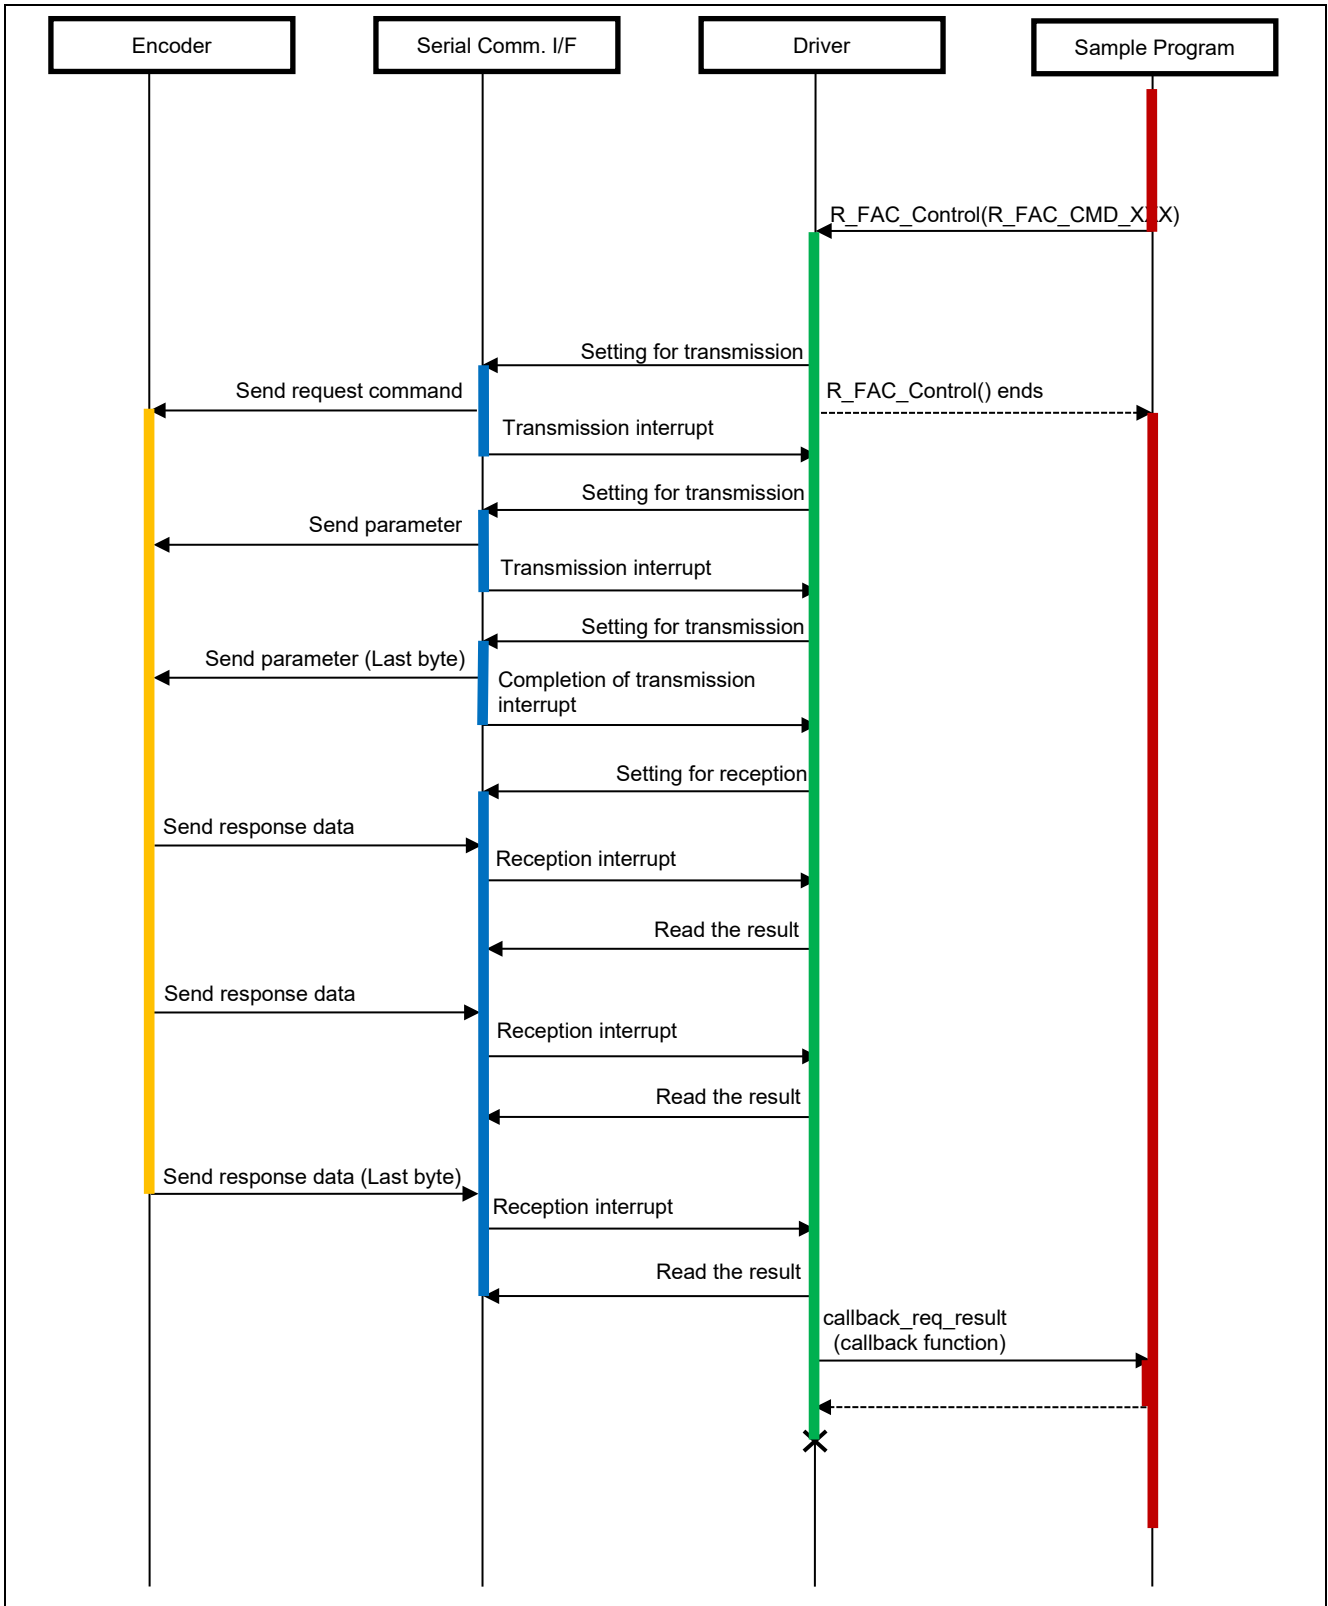 Encoder
Serial Comm. I/F
Driver
Sample Program
R_FAC_Control(R_FAC_CMD_XXX)
Setting for transmission
Send request command
R_FAC_Control() ends
Transmission interrupt
Setting for transmission
Send parameter
Transmission interrupt
Setting for transmission
Send parameter (Last byte)
Completion of transmission
interrupt
Setting for reception
Send response data
Reception interrupt
Read the result
Send response data
Reception interrupt
Read the result
Send response data (Last byte)
Reception interrupt
Read the result
callback_req_result
(callback function)